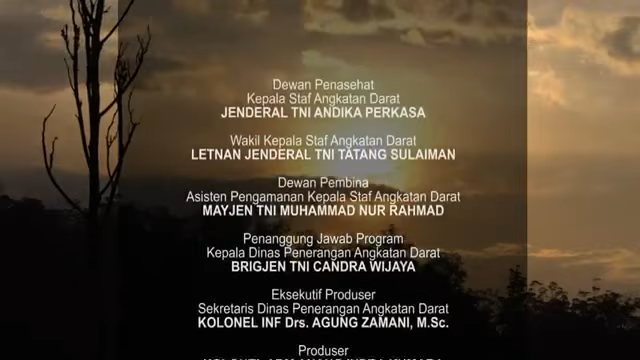 Dewan Penasehat
Kepala Staf Angkatan Darat
JENDERAL TNI ANDIKA PERKASA
Wakil Kepala Staf Angkatan Darat
LETNAN JENDERAL TNI TATANG SULAIMAN
Dewan Pembina
Asisten Pengamanan Kepala Staf Angkatan Darat
MAYJEN TNI MUHAMMAD NUR RAHMAD
Penanggung Jawab Program
Kepala Dinas Penerangan Angkatan Darat
BRIGJEN TNI CANDRA WIJAYA
Eksekutif Produser
Sekretaris Dinas Penerangan Angkatan Darat
KOLONEL INF Drs. AGUNG ZAMANI, M.Sc.
Produser